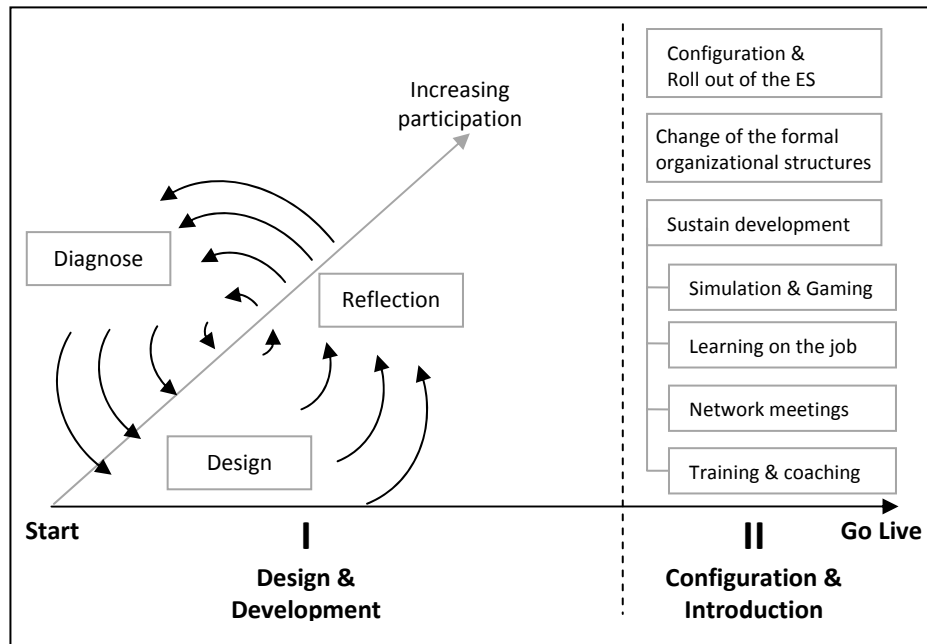 Increasing
participation
Diagnose
Reflection
Design
Start
I
Design &
Development
Configuration &
Roll out of the ES
Change of the formal
organizational structures
Sustain development
Simulation & Gaming
Learning on the job
Network meetings
Training & coaching
II
Go Live
Configuration &
Introduction